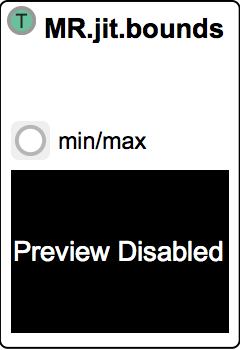 T MR.jit.bounds
min/max
Preview Disabled